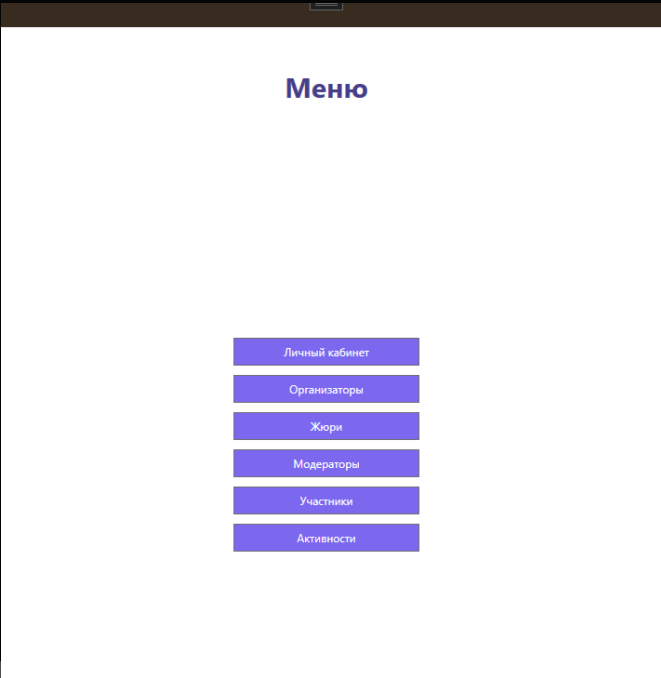 Меню
Личный кабинет
Организаторы
Жюри
Модераторы
Участники
Активности